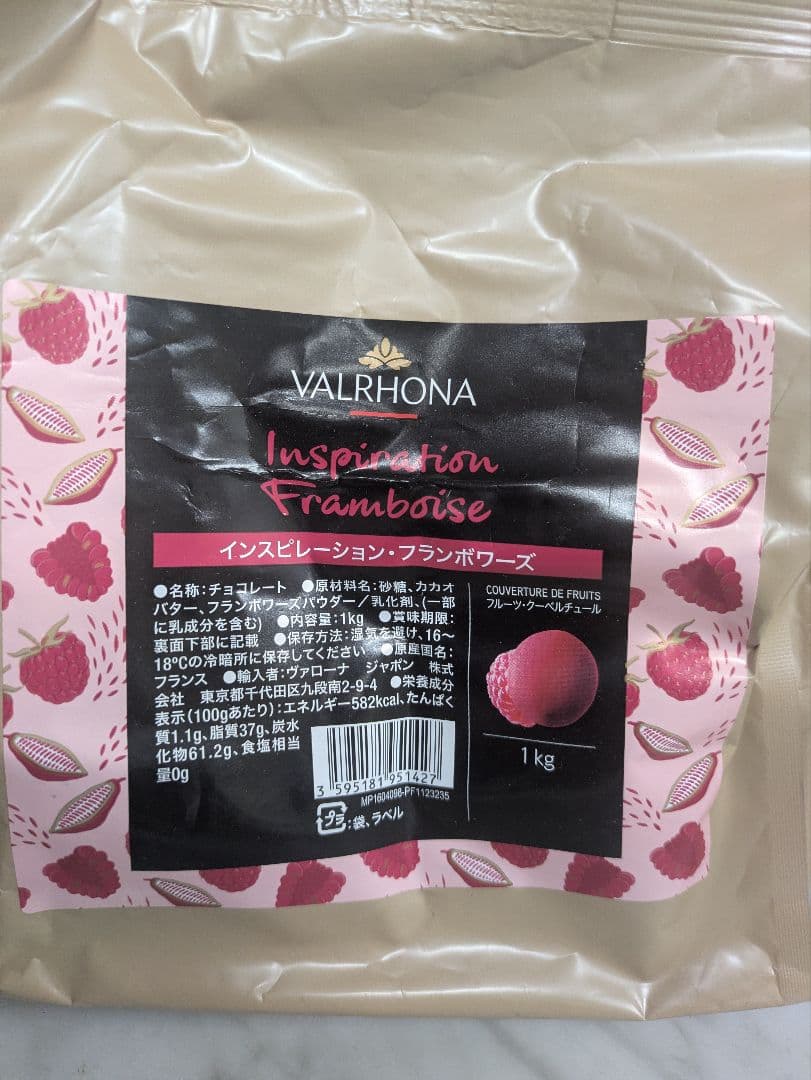 VALRHONA
Inspiration
Framboise
インスピレーション・フランボワーズ
●名称:チョコレート ●原材料名:砂糖、カカオ
バター、フランボワーズパウダー/乳化剤、(一部
に乳成分を含む) ●内容量:1kg ●賞味期限:
裏面下部に記載 ●保存方法:湿気を避け、16～
18℃の冷暗所に保存してください ●原産国名:
フランス ●輸入者:ヴァローナ ジャポン 株式
会社 東京都千代田区九段南2-9-4 ●栄養成分
表示(100gあたり):エネルギー582kcal、たんぱく
質1.1g、脂質37g、炭水
化物61.2g、食塩相当
量0g
3 595181 951427
MP1604098-PF1123235
プラ:袋、ラベル
COUVERTURE DE FRUITS
フルーツ・クーベルチュール
1kg